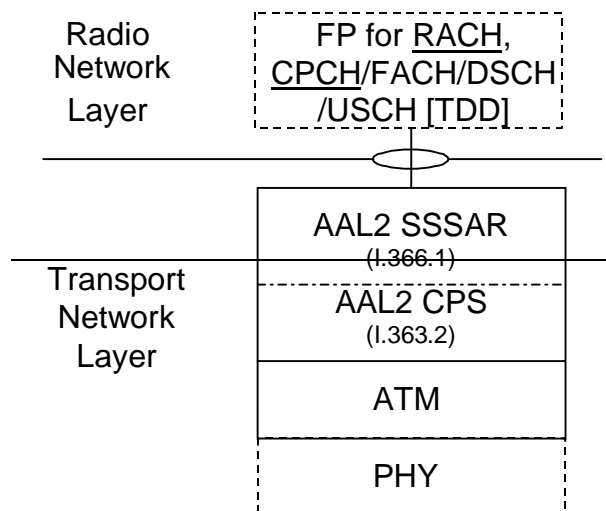 Radio
Network
Layer
FP for RACH,
CPCH/FACH/DSCH
/USCH [TDD]
AAL2 SSSAR
(I.366.1)
Transport
Network
Layer
AAL2 CPS
(I.363.2)
ATM
PHY